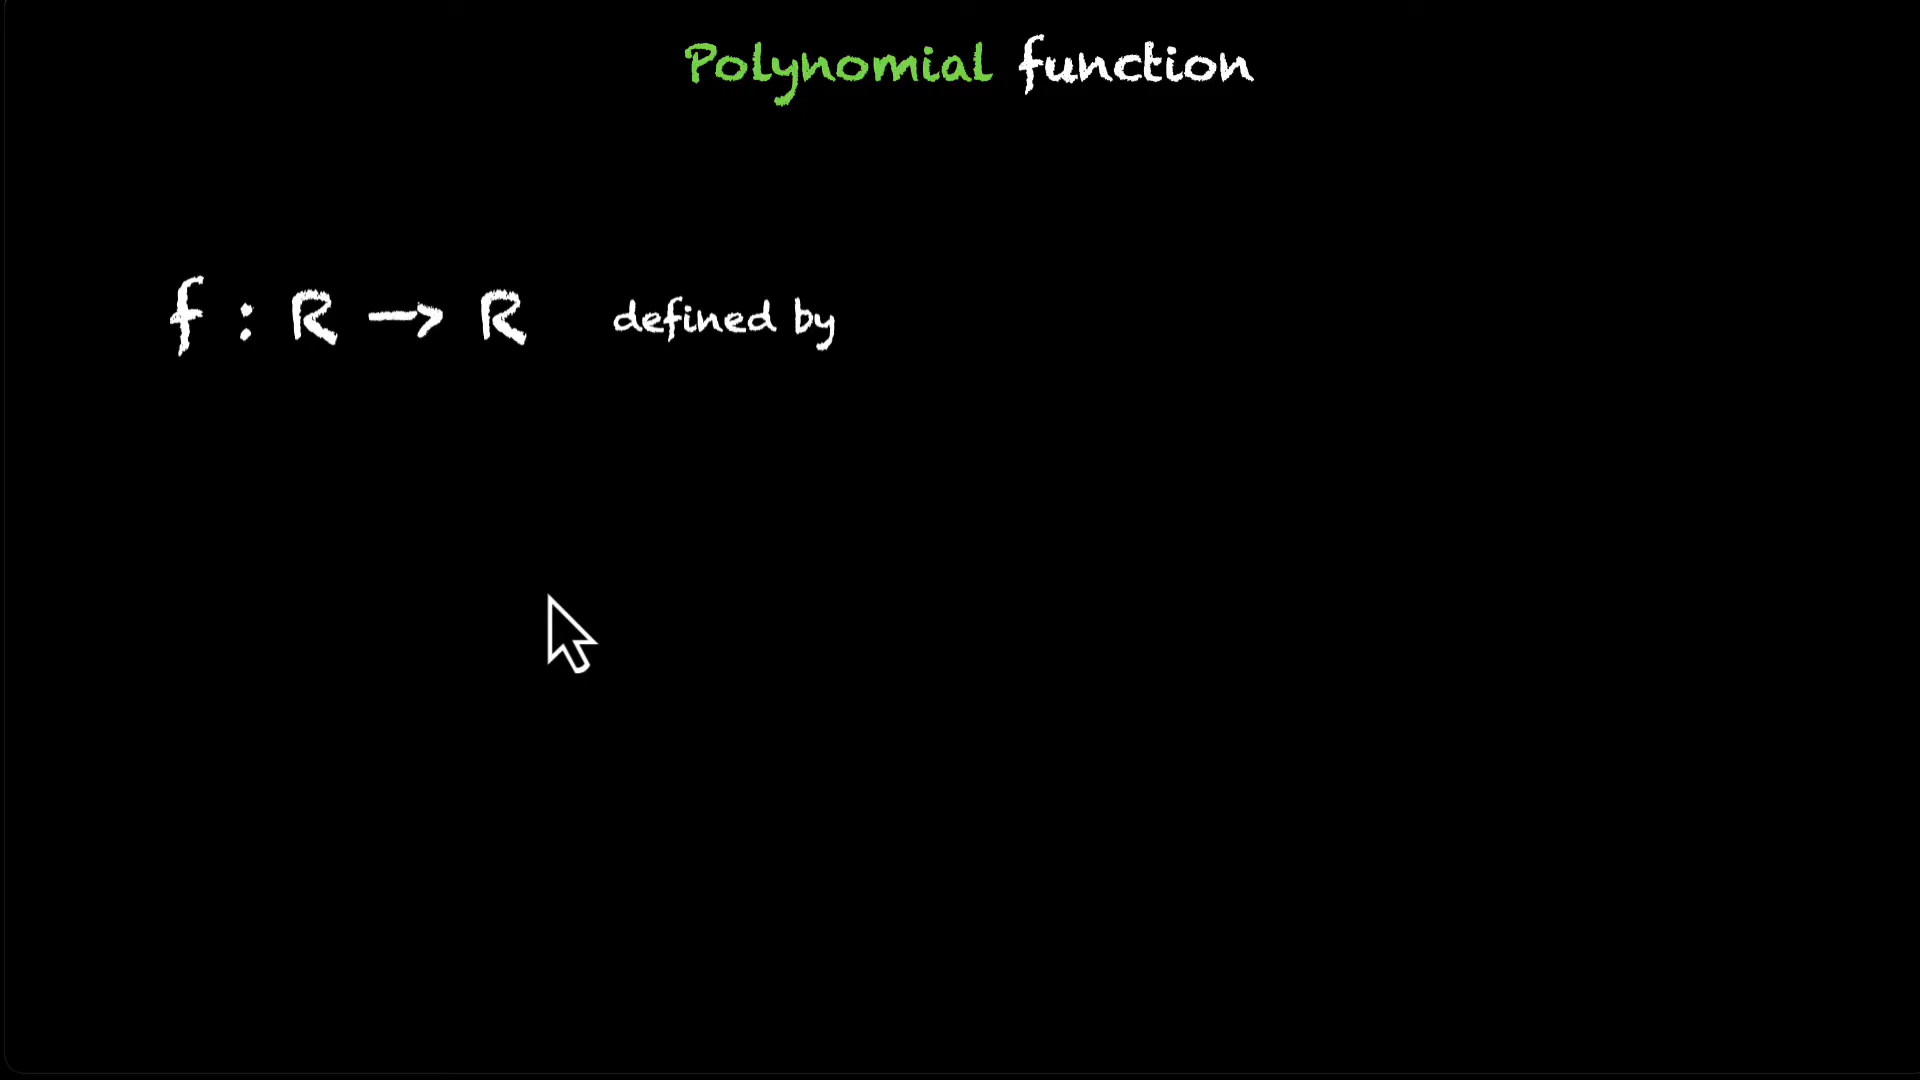 Polynomial function
f : R → R defined by